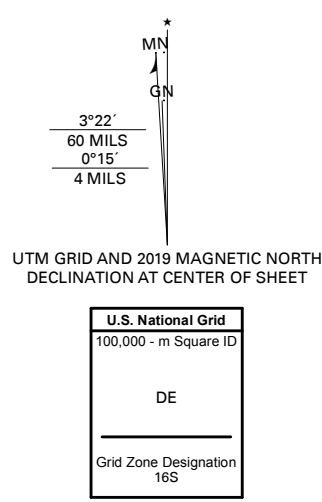 MN
GN
3°22´
60 MILS
0°15´
4 MILS
UTM GRID AND 2019 MAGNETIC NORTH
DECLINATION AT CENTER OF SHEET
U.S. National Grid
100,000 - m Square ID
DE
Grid Zone Designation
16S